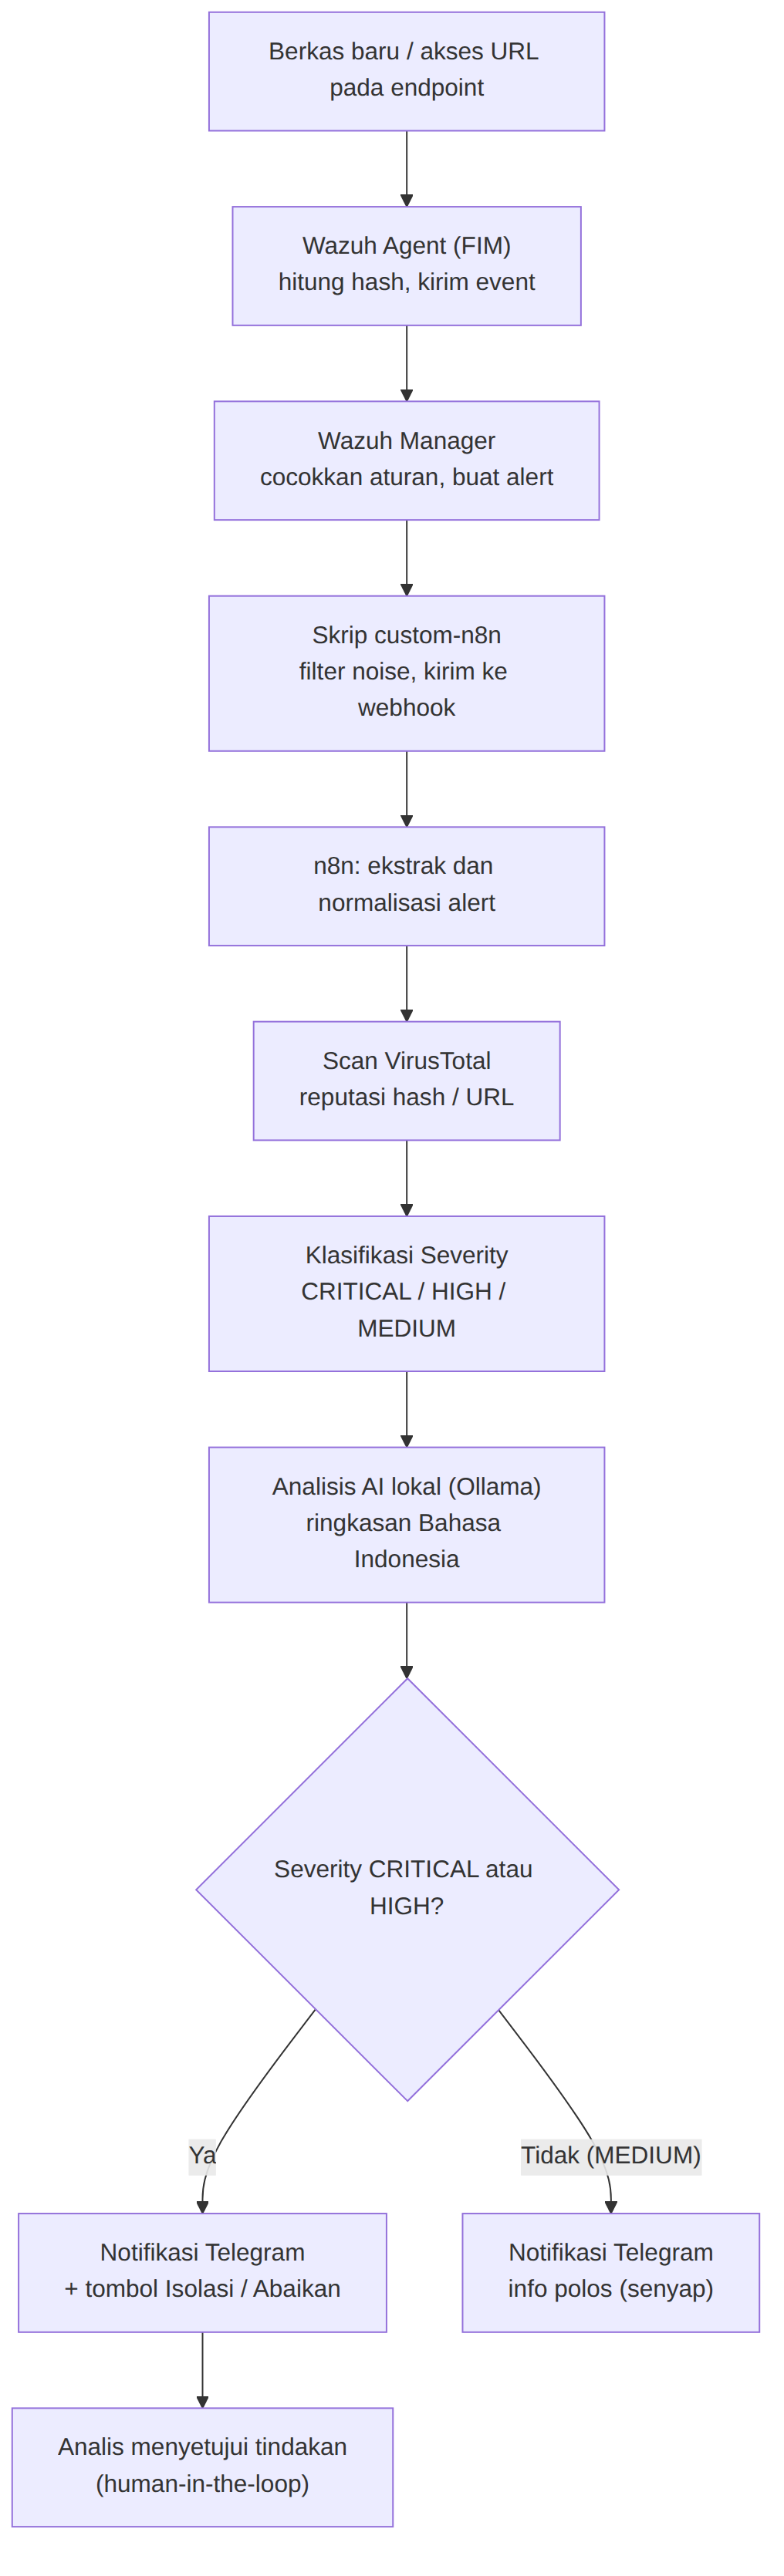 Berkas baru / akses URL
pada endpoint
Wazuh Agent (FIM)
hitung hash, kirim event
Wazuh Manager
cocokkan aturan, buat alert
Skrip custom-n8n
filter noise, kirim ke
webhook
n8n: ekstrak dan
normalisasi alert
Scan VirusTotal
reputasi hash / URL
Klasifikasi Severity
CRITICAL / HIGH /
MEDIUM
Analisis AI lokal (Ollama)
ringkasan Bahasa
Indonesia
Severity CRITICAL atau
HIGH?
Ya
Tidak (MEDIUM)
Notifikasi Telegram
+ tombol Isolasi / Abaikan
Notifikasi Telegram
info polos (senyap)
Analis menyetujui tindakan
(human-in-the-loop)